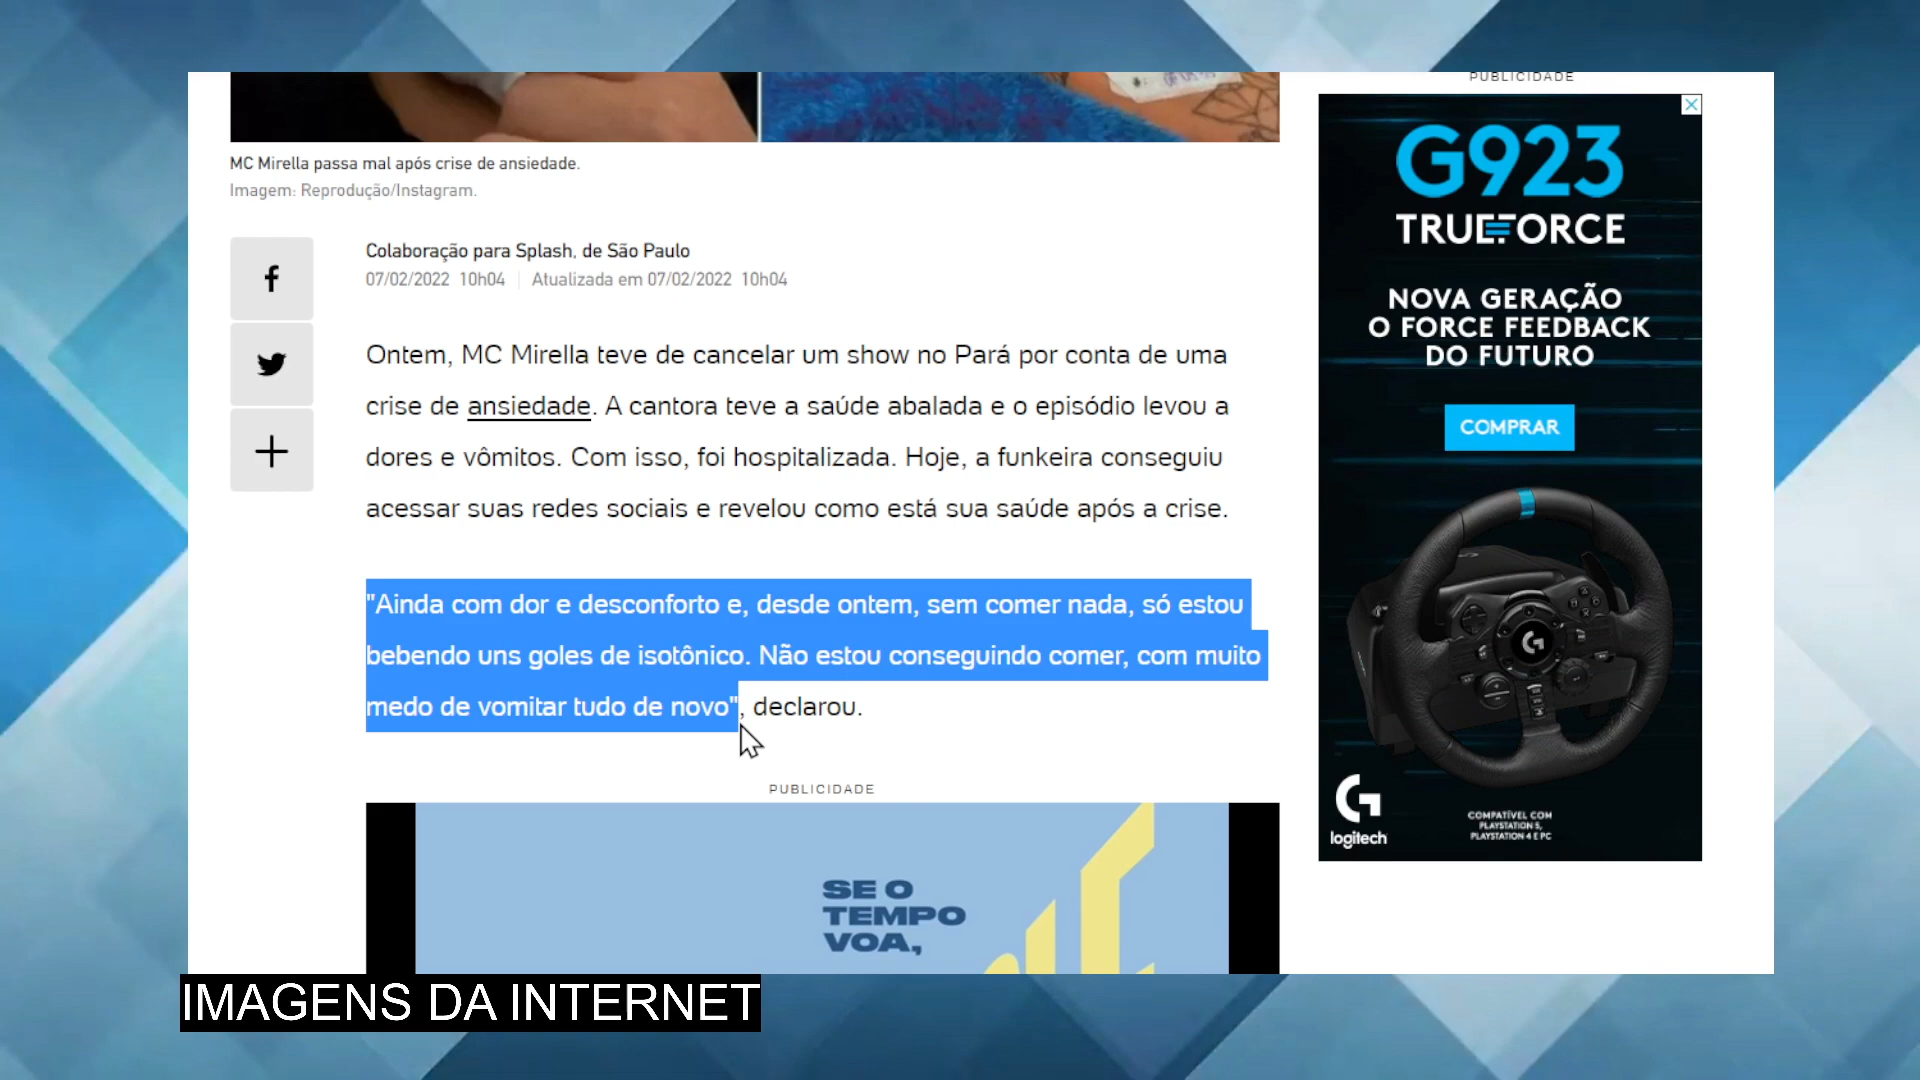 PUBLICIDADE
MC Mirella passa mal após crise de ansiedade.
Imagem: Reprodução/Instagram.
Colaboração para Splash, de São Paulo
07/02/2022 10h04 | Atualizada em 07/02/2022 10h04
Ontem, MC Mirella teve de cancelar um show no Pará por conta de uma
crise de ansiedade. A cantora teve a saúde abalada e o episódio levou a
dores e vômitos. Com isso, foi hospitalizada. Hoje, a funkeira conseguiu
acessar suas redes sociais e revelou como está sua saúde após a crise.
"Ainda com dor e desconforto e, desde ontem, sem comer nada, só estou
bebendo uns goles de isotônico. Não estou conseguindo comer, com muito
medo de vomitar tudo de novo", declarou.
PUBLICIDADE
SE O
TEMPO
VOA,
G923
TRUEFORCE
NOVA GERAÇÃO
O FORCE FEEDBACK
DO FUTURO
COMPRAR
logitech
COMPATÍVEL COM
PLAYSTATION 5,
PLAYSTATION 4 E PC
IMAGENS DA INTERNET